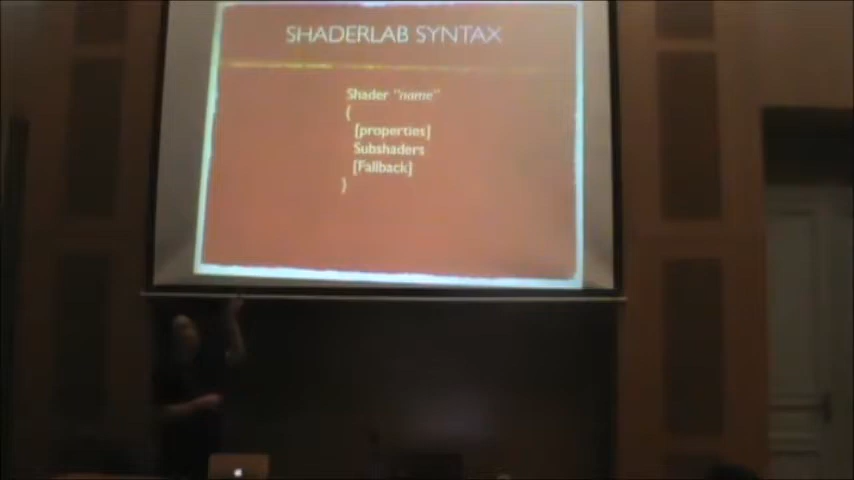 SHADERLAB SYNTAX
Shader "name"
{
[properties]
Subshaders
[Fallback]
}